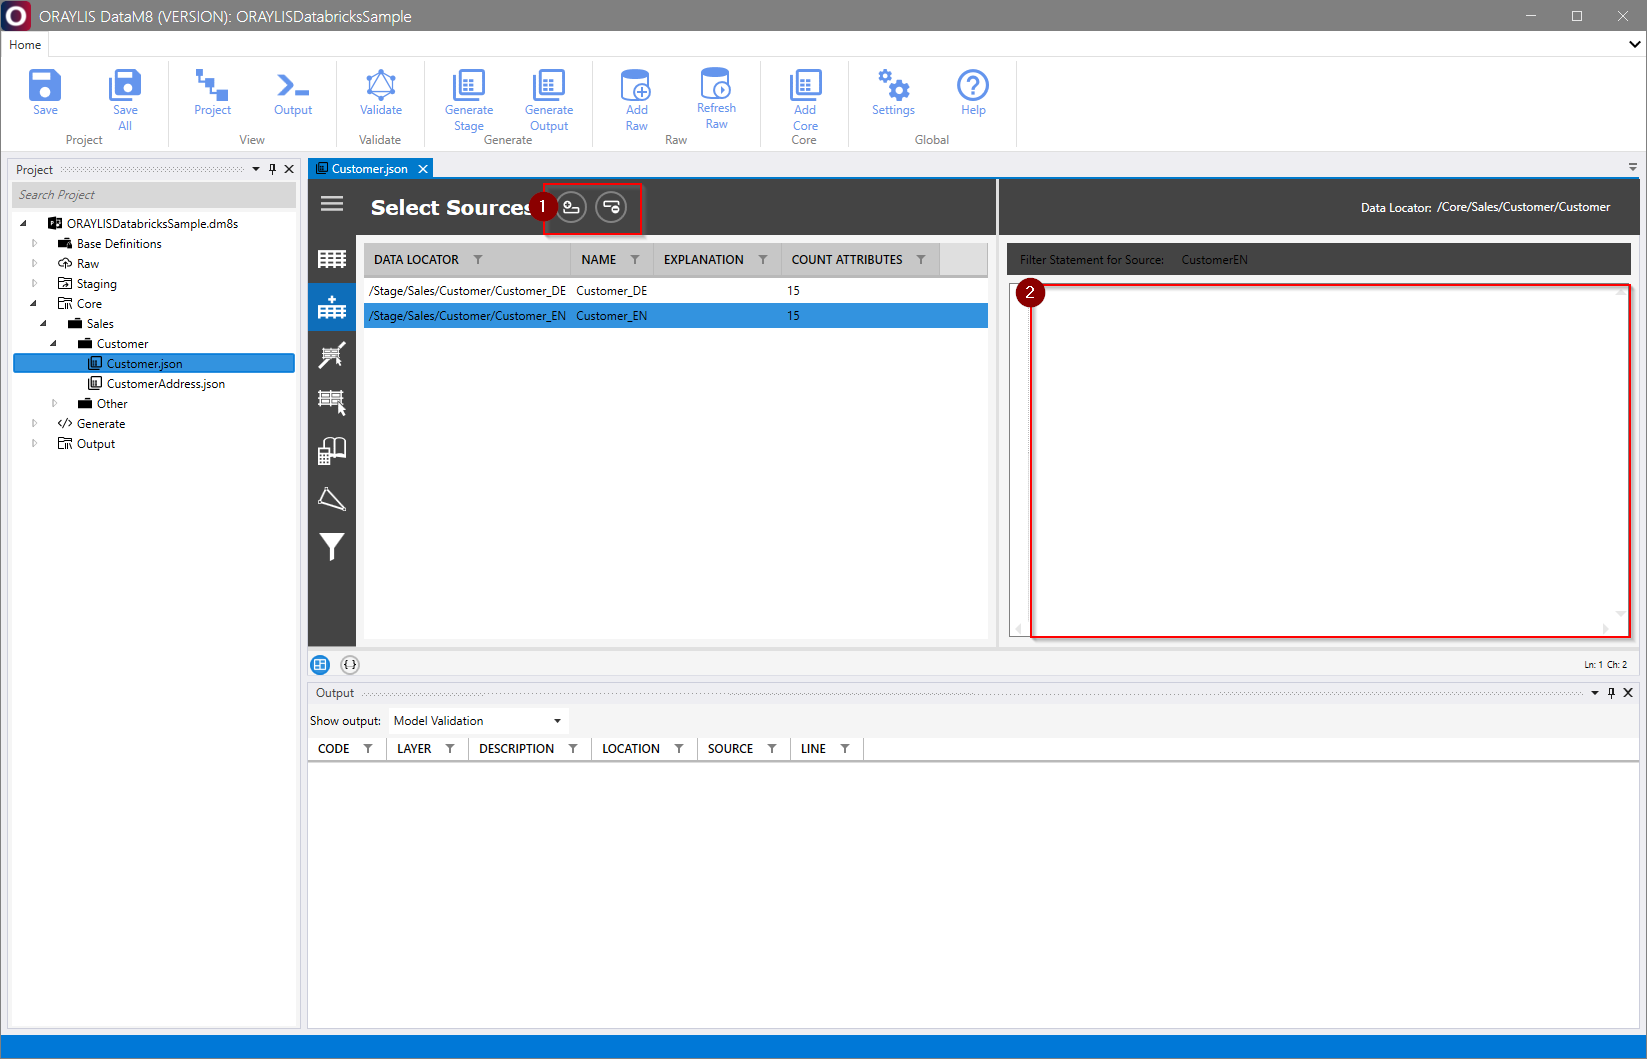 ORAYLIS DataM8 (VERSION): ORAYLISDatabricksSample
Home
Save
Save All
Project
Project
Output
View
Validate
Validate
Generate Stage
Generate Output
Generate
Add Raw
Refresh Raw
Raw
Add Core
Core
Settings
Help
Global
Project
Search Project
ORAYLISDatabricksSample.dm8s
Base Definitions
Raw
Staging
Core
Sales
Customer
Customer.json
CustomerAddress.json
Other
Generate
Output
Customer.json
Select Sources
1
Data Locator: /Core/Sales/Customer/Customer
DATA LOCATOR NAME EXPLANATION COUNT ATTRIBUTES
/Stage/Sales/Customer/Customer_DE Customer_DE 15
/Stage/Sales/Customer/Customer_EN Customer_EN 15
Filter Statement for Source: CustomerEN
2
Ln: 1 Ch: 2
Output
Show output: Model Validation
CODE LAYER DESCRIPTION LOCATION SOURCE LINE